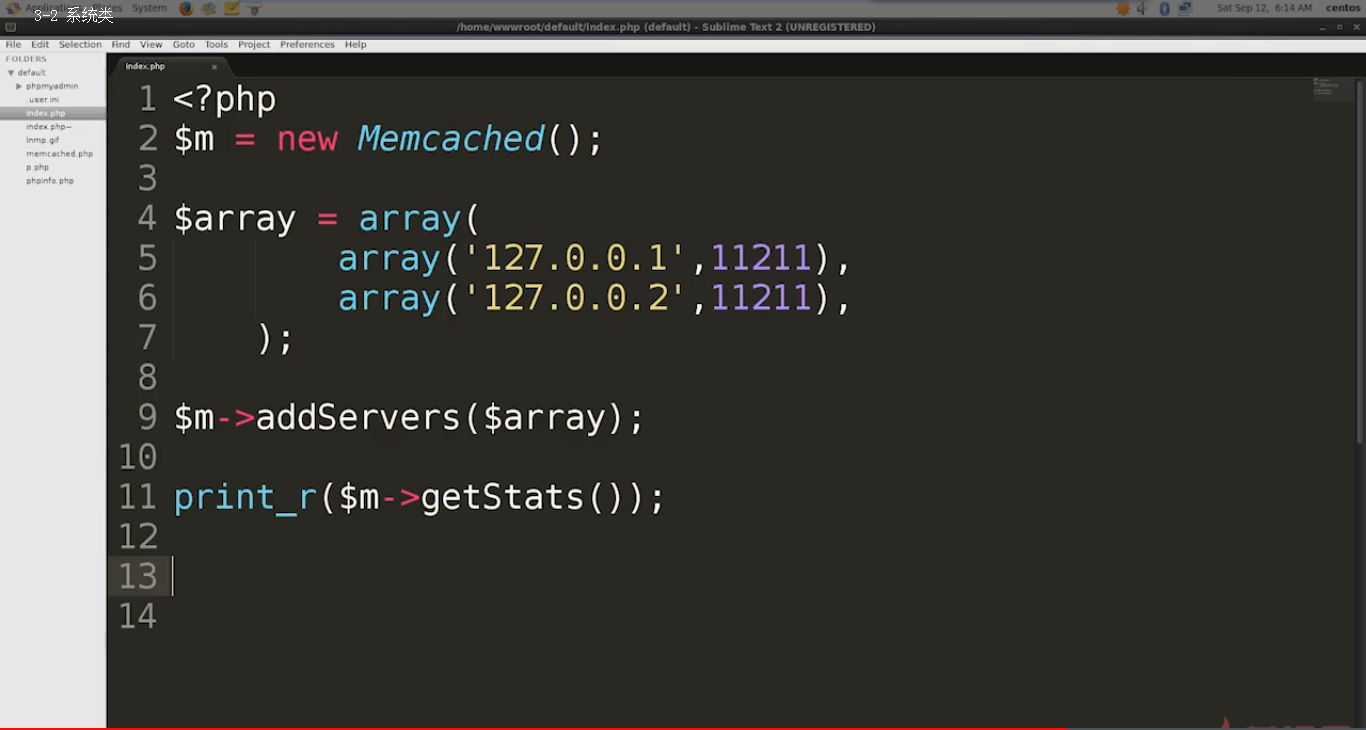 3-2 系统类
System
Sat Sep 12, 6:14 AM centos
/home/wwwroot/default/index.php (default) - Sublime Text 2 (UNREGISTERED)
File Edit Selection Find View Goto Tools Project Preferences Help
FOLDERS
default
phpmyadmin
.user.ini
index.php
index.php~
lnmp.gif
memcached.php
p.php
phpinfo.php
index.php
1 <?php
2 $m = new Memcached();
3
4 $array = array(
5 array('127.0.0.1',11211),
6 array('127.0.0.2',11211),
7 );
8
9 $m->addServers($array);
10
11 print_r($m->getStats());
12
13
14